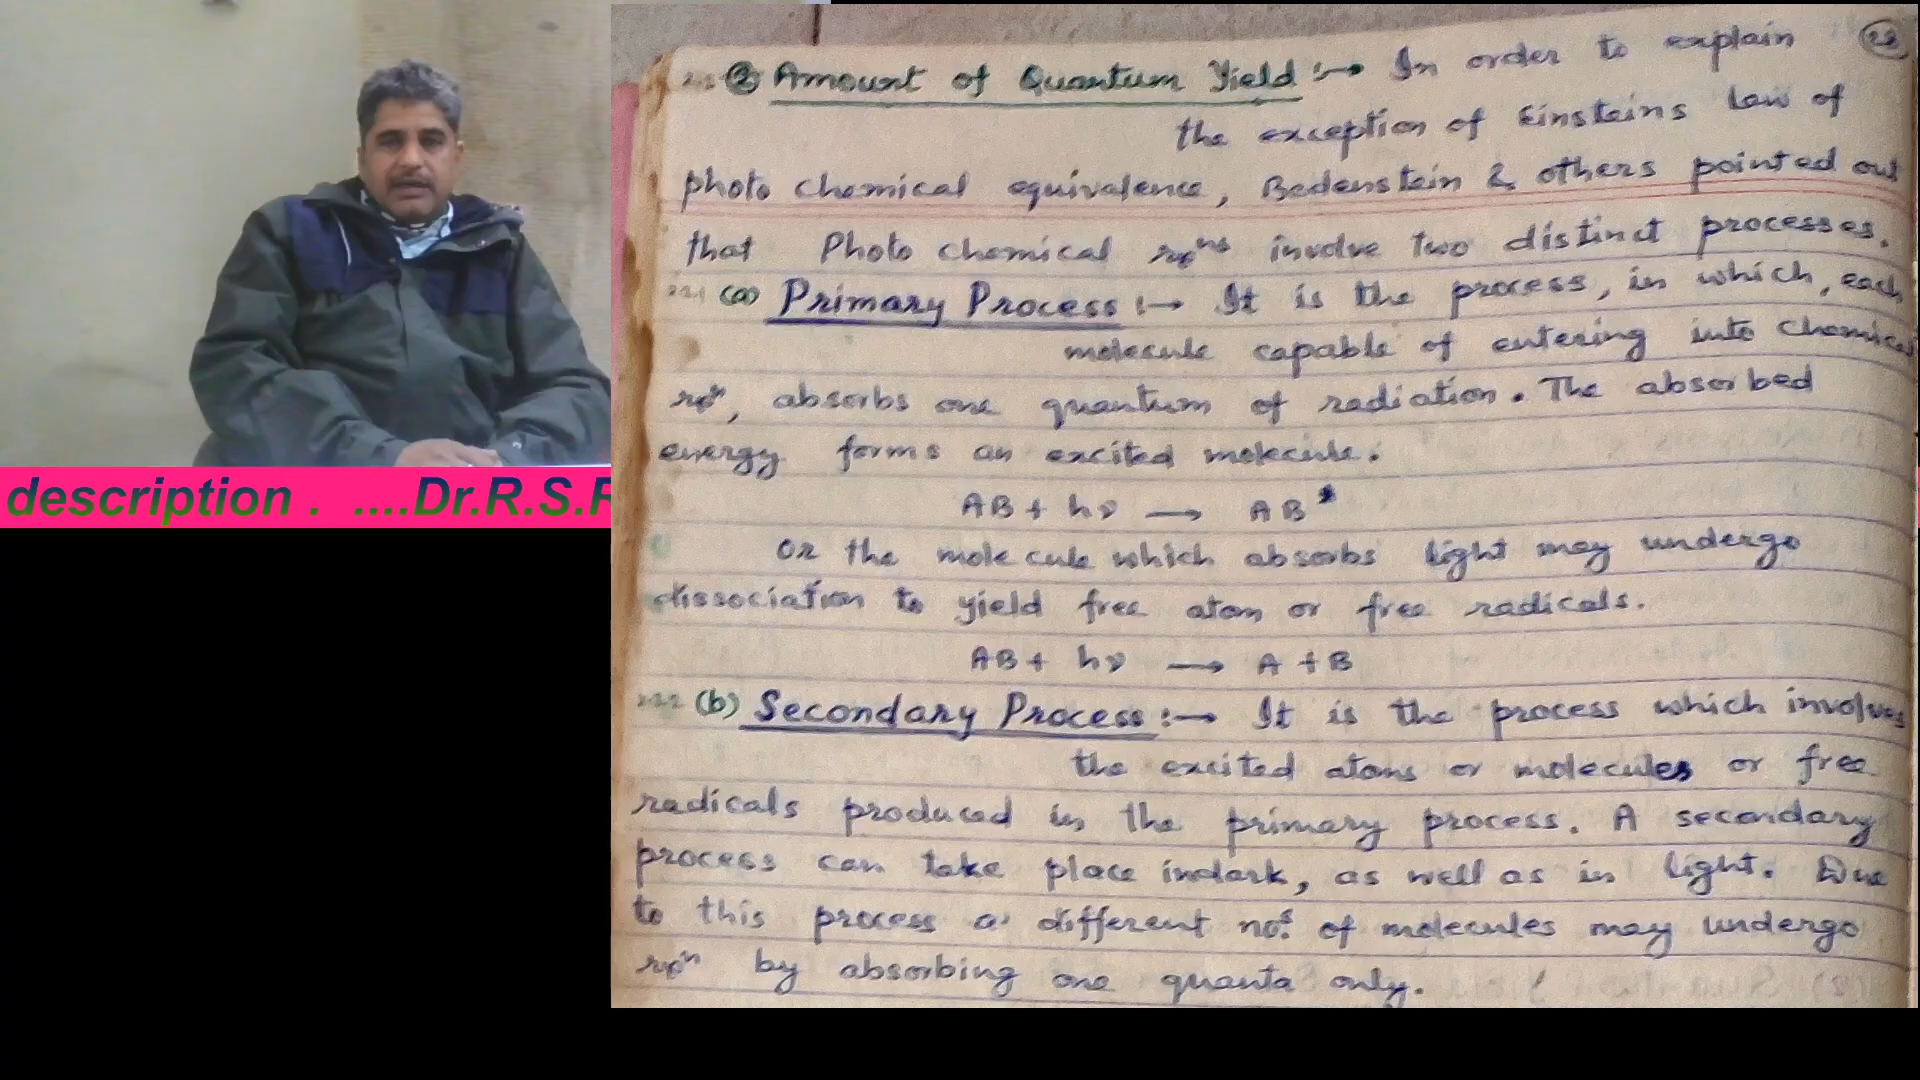 description .  ....Dr.R.S.R
22
② Amount of Quantum Yield :→ In order to explain
the exception of Einsteins Law of
photo chemical equivalence, Bedenstein & others pointed out
that Photo chemical rxⁿˢ involve two distinct processes.
(a) Primary Process :→ It is the process, in which, each
molecule capable of entering into chemical
rxⁿ, absorbs one quantum of radiation. The absorbed
energy forms an excited molecule.
AB + hν → AB*
or the molecule which absorbs light may undergo
dissociation to yield free atom or free radicals.
AB + hν → A + B
(b) Secondary Process :→ It is the process which involves
the excited atoms or molecules or free
radicals produced in the primary process. A secondary
process can take place indark, as well as in light. Due
to this process a different noˢ. of molecules may undergo
rxⁿ by absorbing one quanta only.